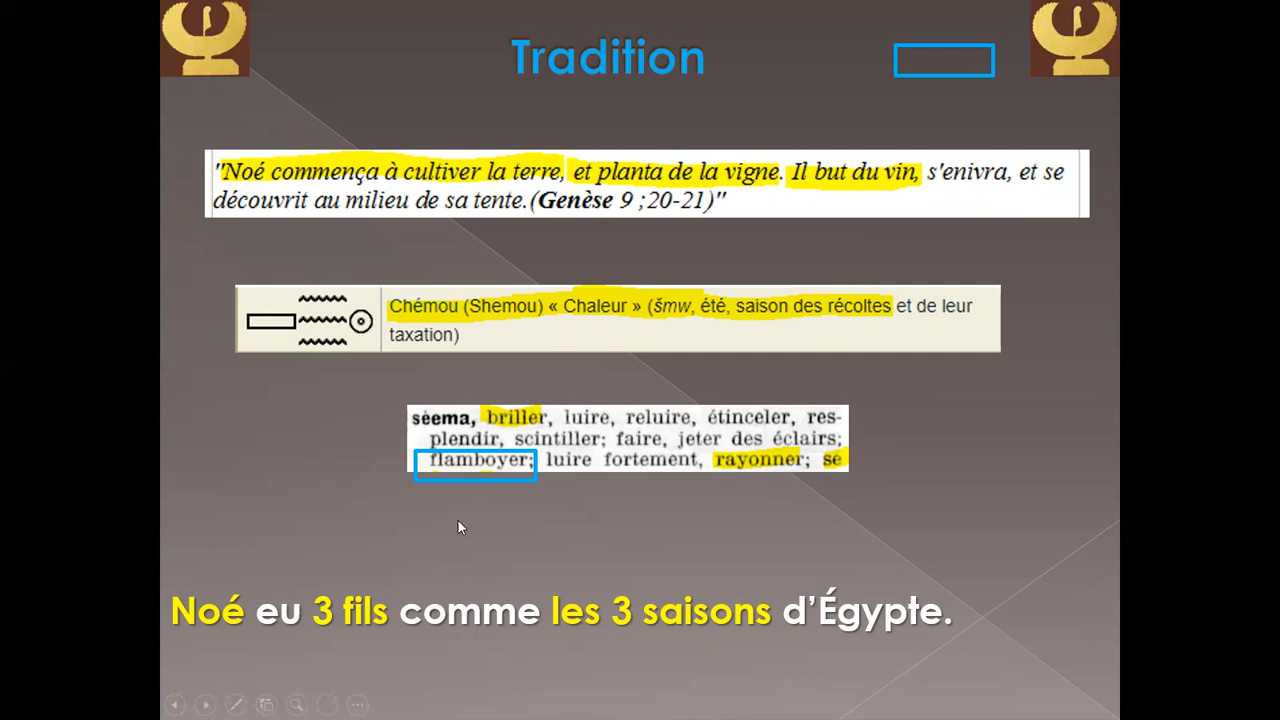 Tradition
"Noé commença à cultiver la terre, et planta de la vigne. Il but du vin, s'enivra, et se
découvrit au milieu de sa tente.(Genèse 9 ;20-21)"
Chémou (Shemou) « Chaleur » (šmw, été, saison des récoltes et de leur
taxation)
sèema, briller, luire, reluire, étinceler, res-
plendir, scintiller; faire, jeter des éclairs;
flamboyer; luire fortement, rayonner; se
Noé eu 3 fils comme les 3 saisons d’Égypte.